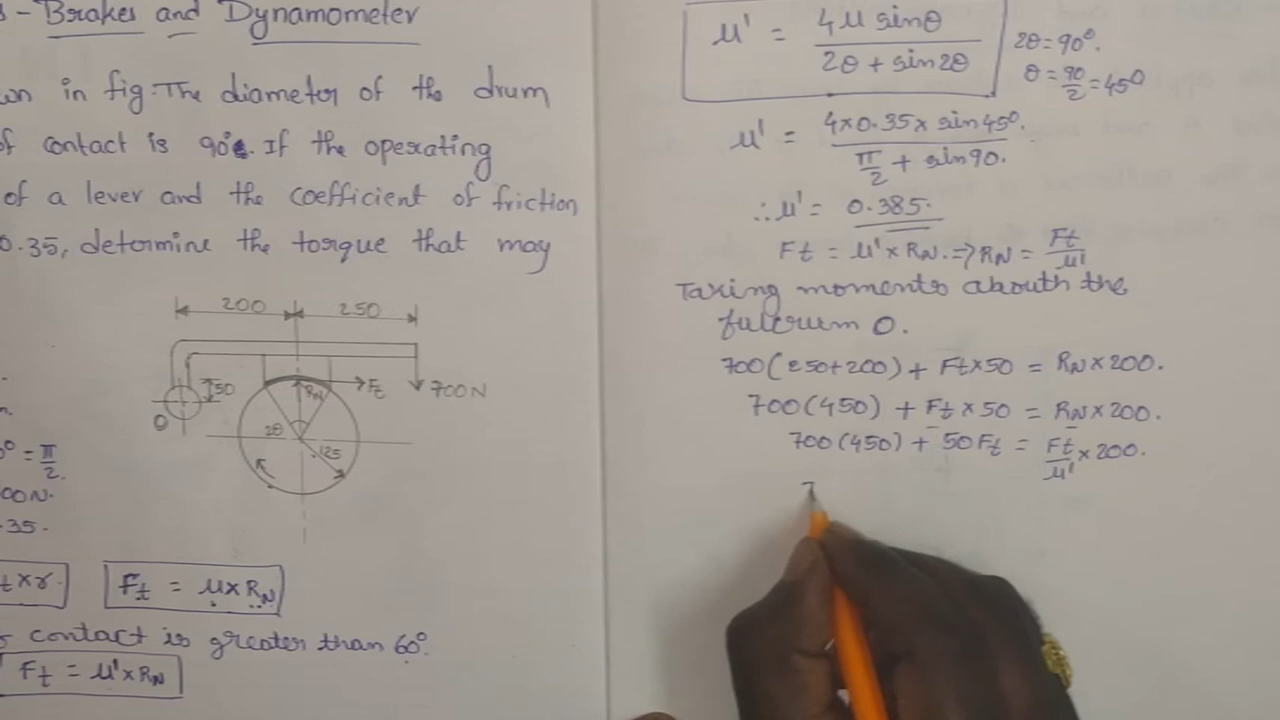 - Brakes and Dynamometer
in fig. The diameter of the drum
of contact is 90°. If the operating
of a lever and the coefficient of friction
0.35, determine the torque that may
200 250
50
RN
Ft
700N
O
2θ
125
0° = π/2.
00N.
.35.
t×r.
Ft = μ×RN
contact is greater than 60°.
Ft = μ'×RN
μ' = 4μ sinθ / 2θ + sin2θ
2θ = 90°.
θ = 90/2 = 45°
μ' = 4×0.35× sin45°. / π/2 + sin90.
∴μ' = 0.385.
Ft = μ'×RN. ⇒ RN = Ft/μ'
Taking moments abouth the
fulcrum O.
700(250+200) + Ft×50 = RN×200.
700(450) + Ft×50 = RN×200.
700(450) + 50Ft = Ft/μ' ×200.